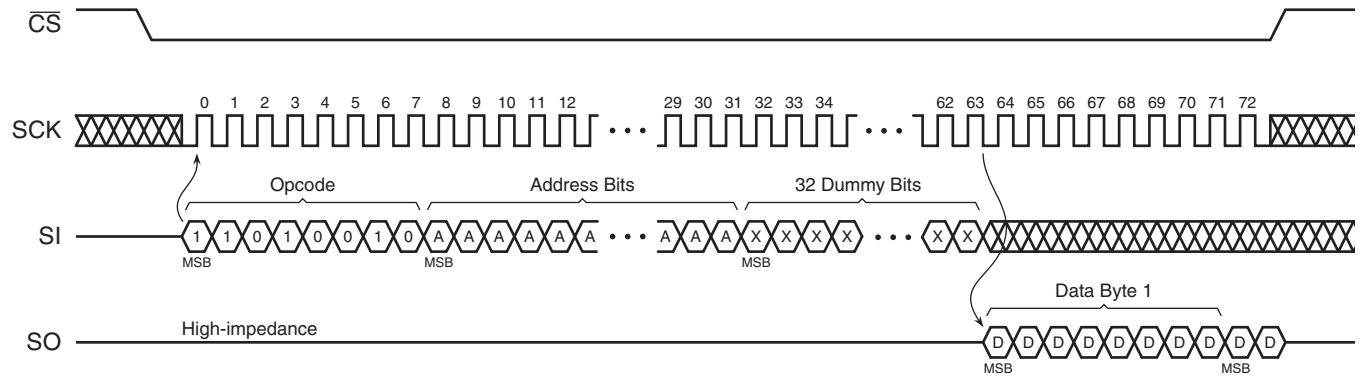 CS
0 1 2 3 4 5 6 7 8 9 10 11 12 29 30 31 32 33 34 62 63 64 65 66 67 68 69 70 71 72
SCK
Opcode Address Bits 32 Dummy Bits
SI 1 1 0 1 0 0 1 0 A A A A A A A A A X X X X X X
MSB MSB MSB
Data Byte 1
High-impedance
SO D D D D D D D D D D
MSB MSB